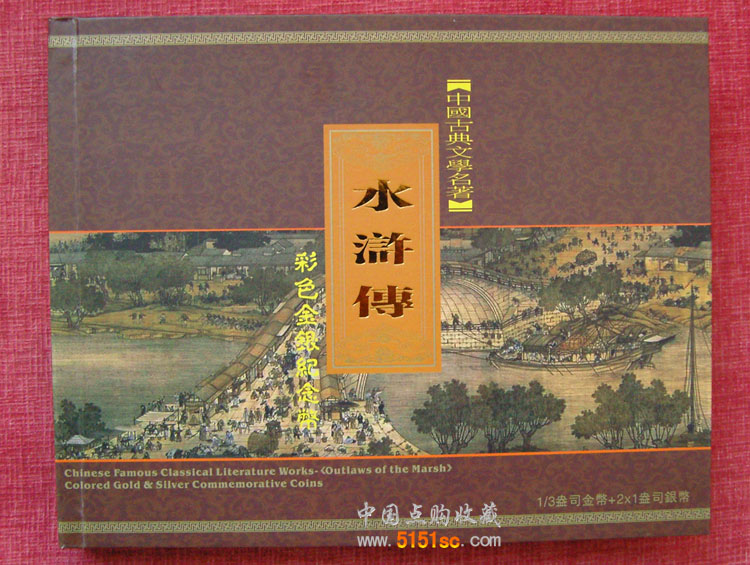 【中國古典文學名著】
水滸傳
彩色金銀紀念幣
Chinese Famous Classical Literature Works-《Outlaws of the Marsh》
Colored Gold & Silver Commemorative Coins
1/3盎司金幣+2x1盎司銀幣
中国点购收藏
www.5151sc.com